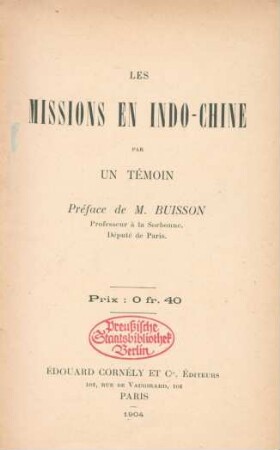 LES
MISSIONS EN INDO-CHINE
PAR
UN TÉMOIN
Préface de M. BUISSON
Professeur à la Sorbonne.
Député de Paris.
Prix : 0 fr. 40
Preußische
Staatsbibliothek
Berlin
ÉDOUARD CORNÉLY ET Cie, ÉDITEURS
101, RUE DE VAUGIRARD, 101
PARIS
1904